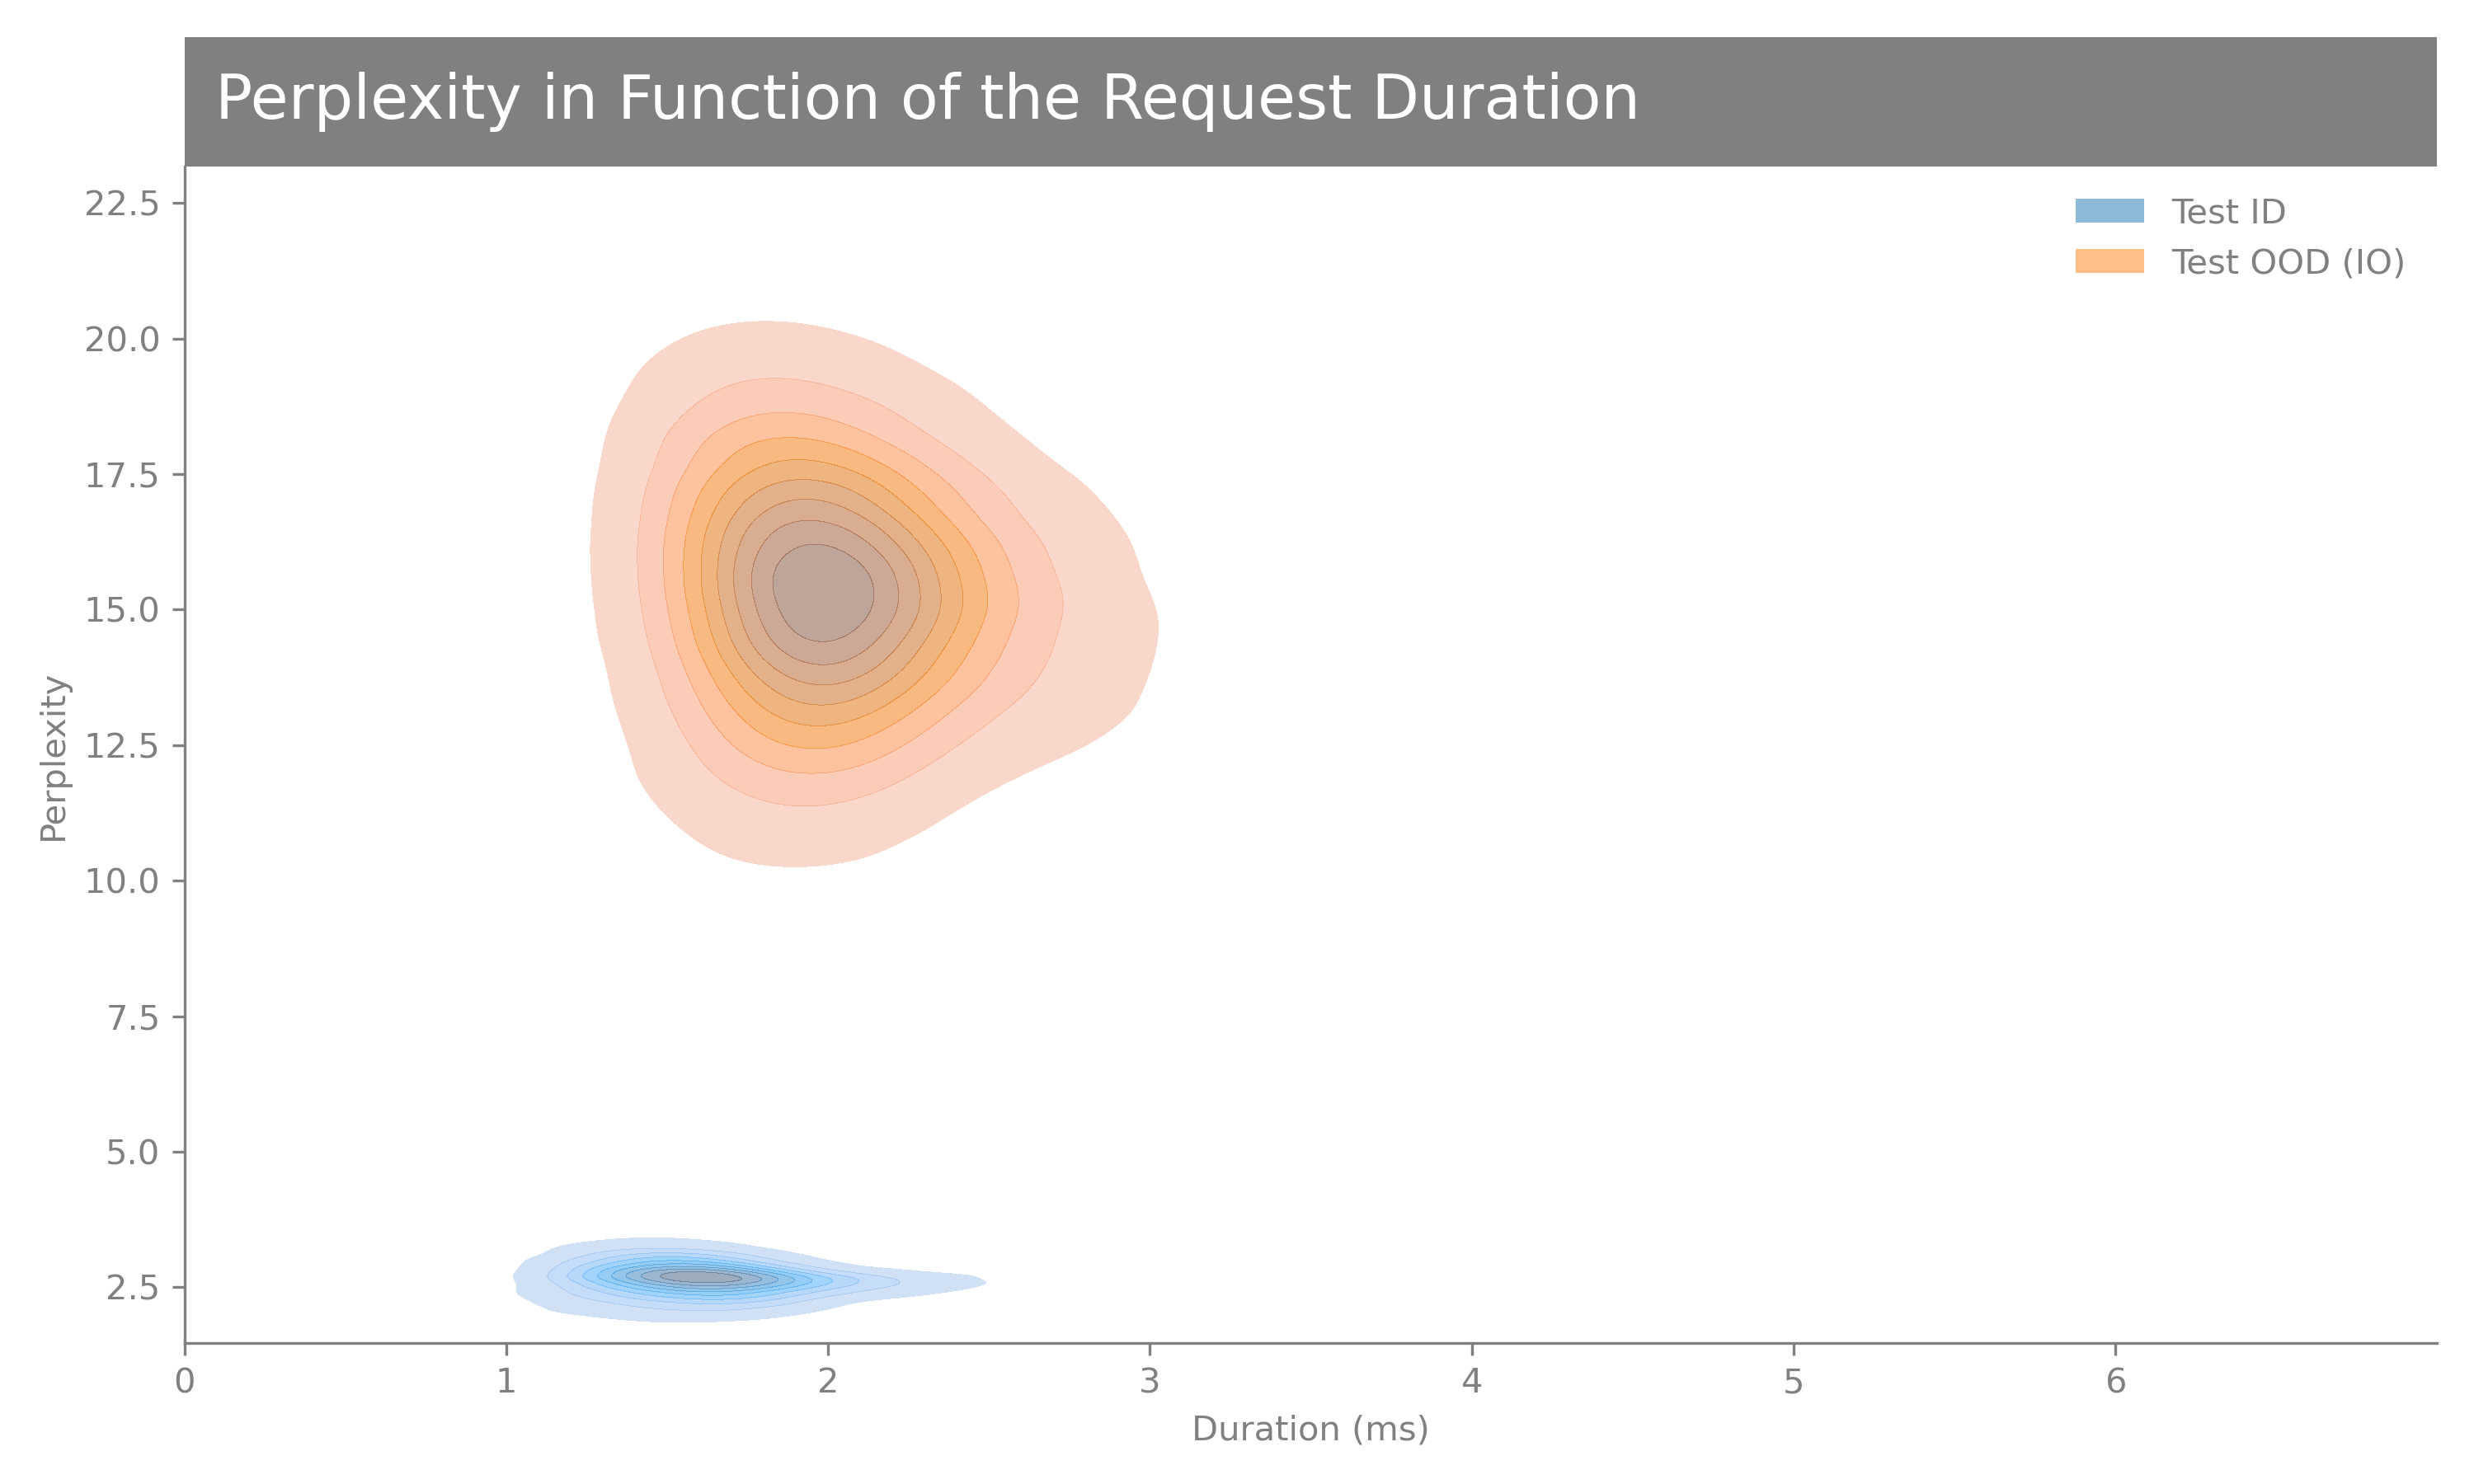 Perplexity in Function of the Request Duration
22.5
20.0
17.5
15.0
12.5
10.0
7.5
5.0
2.5
Perplexity
Test ID
Test OOD (IO)
0 1 2 3 4 5 6
Duration (ms)